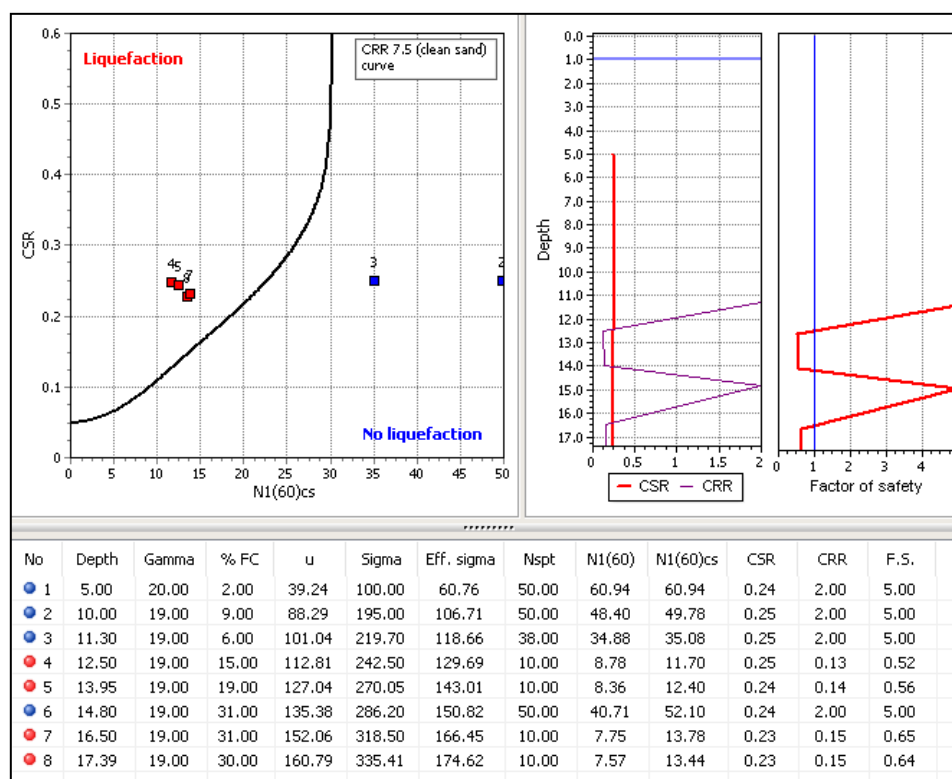 Liquefaction
CRR 7.5 (clean sand)
curve
No liquefaction
CSR
0.6
0.5
0.4
0.3
0.2
0.1
0
0 5 10 15 20 25 30 35 40 45 50
N1(60)cs
4
5
7
3
2
Depth
0.0
1.0
2.0
3.0
4.0
5.0
6.0
7.0
8.0
9.0
10.0
11.0
12.0
13.0
14.0
15.0
16.0
17.0
0 0.5 1 1.5 2
CSR CRR
0 1 2 3 4
Factor of safety
No Depth Gamma % FC u Sigma Eff. sigma Nspt N1(60) N1(60)cs CSR CRR F.S.
1 5.00 20.00 2.00 39.24 100.00 60.76 50.00 60.94 60.94 0.24 2.00 5.00
2 10.00 19.00 9.00 88.29 195.00 106.71 50.00 48.40 49.78 0.25 2.00 5.00
3 11.30 19.00 6.00 101.04 219.70 118.66 38.00 34.88 35.08 0.25 2.00 5.00
4 12.50 19.00 15.00 112.81 242.50 129.69 10.00 8.78 11.70 0.25 0.13 0.52
5 13.95 19.00 19.00 127.04 270.05 143.01 10.00 8.36 12.40 0.24 0.14 0.56
6 14.80 19.00 31.00 135.38 286.20 150.82 50.00 40.71 52.10 0.24 2.00 5.00
7 16.50 19.00 31.00 152.06 318.50 166.45 10.00 7.75 13.78 0.23 0.15 0.65
8 17.39 19.00 30.00 160.79 335.41 174.62 10.00 7.57 13.44 0.23 0.15 0.64